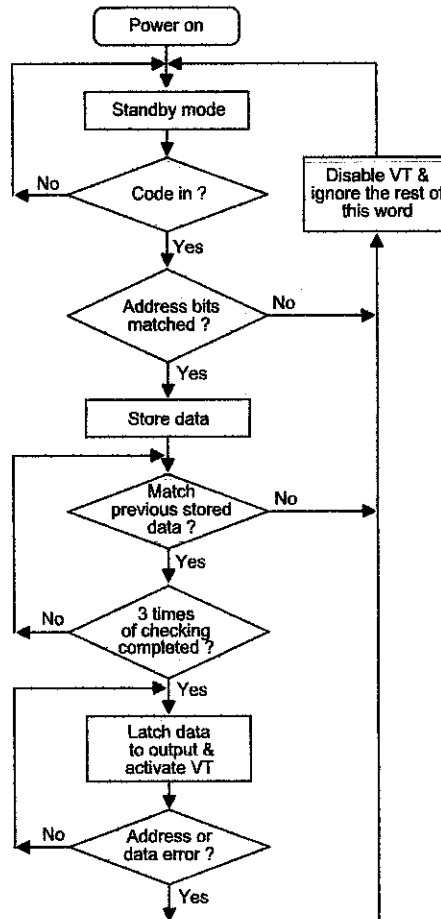 Power on
Standby mode
No
Code in ?
Disable VT &
ignore the rest of
this word
Yes
Address bits
matched ?
No
Yes
Store data
Match
previous stored
data ?
No
Yes
No
3 times
of checking
completed ?
Yes
Latch data
to output &
activate VT
No
Address or
data error ?
Yes